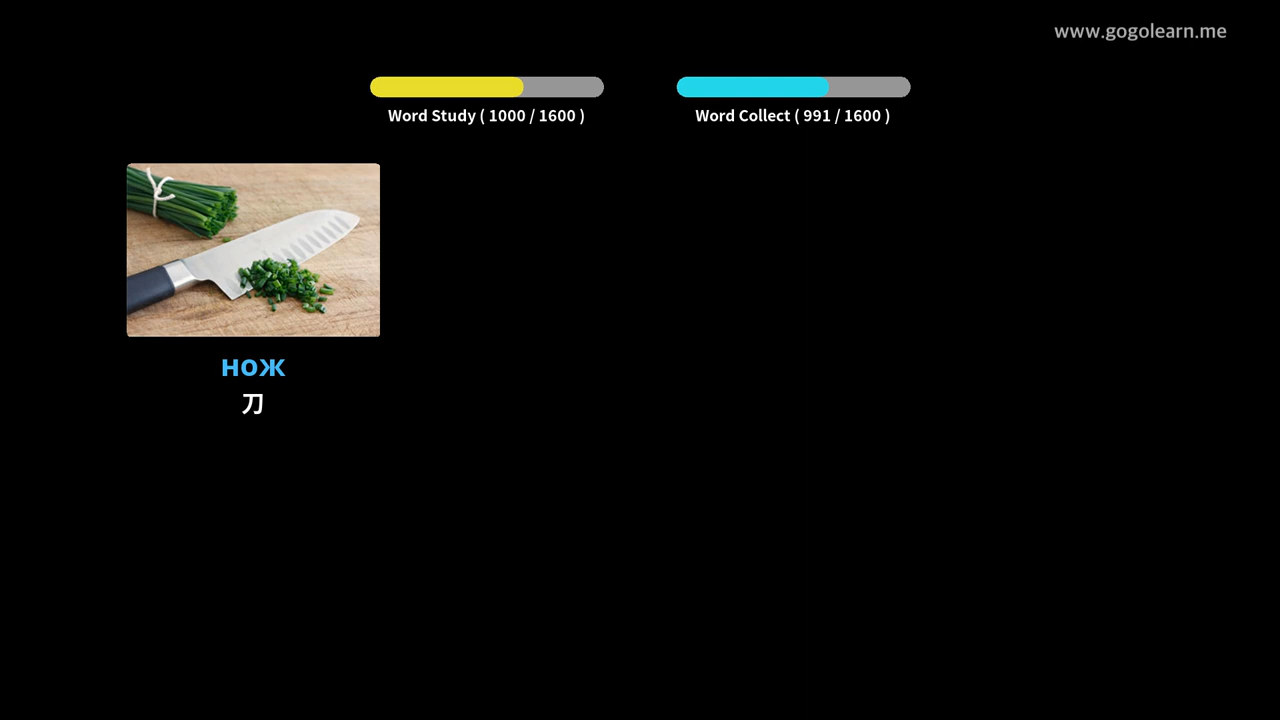 www.gogolearn.me
Word Study ( 1000 / 1600 )
Word Collect ( 991 / 1600 )
нож
刀